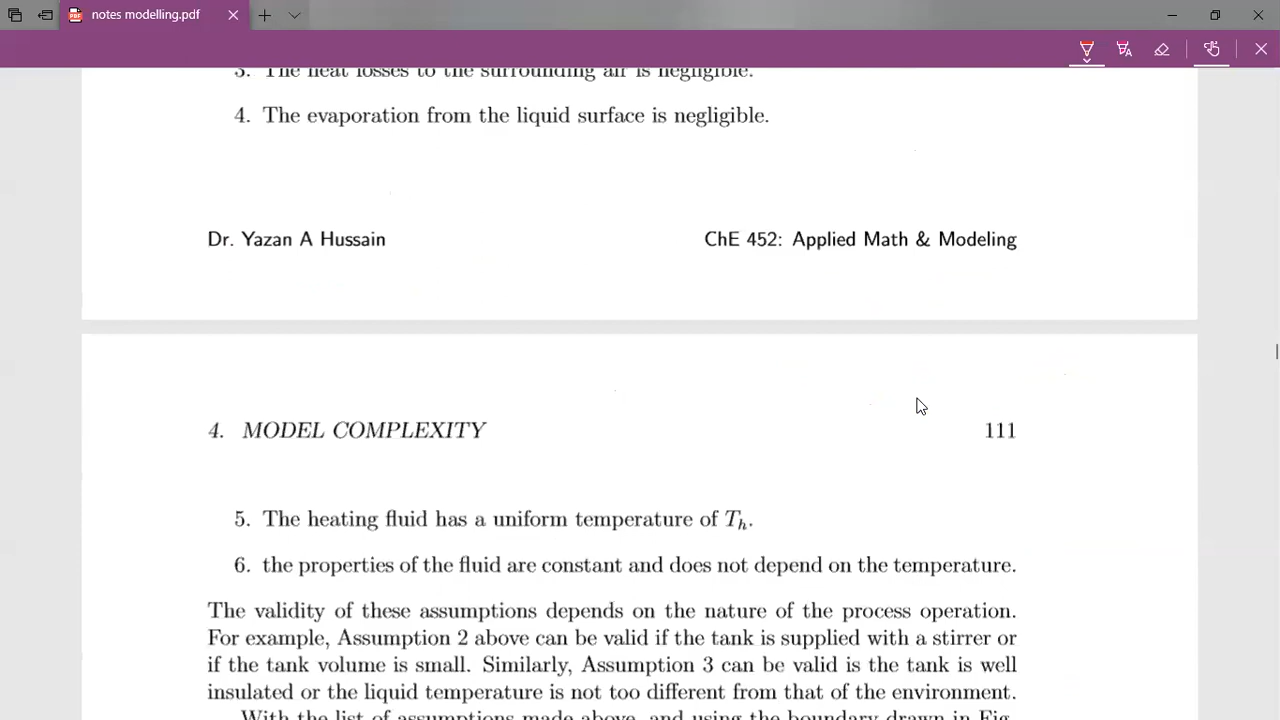 notes modelling.pdf
3. The heat losses to the surrounding air is negligible.
4. The evaporation from the liquid surface is negligible.
Dr. Yazan A Hussain
ChE 452: Applied Math & Modeling
4. MODEL COMPLEXITY
111
5. The heating fluid has a uniform temperature of Th.
6. the properties of the fluid are constant and does not depend on the temperature.
The validity of these assumptions depends on the nature of the process operation.
For example, Assumption 2 above can be valid if the tank is supplied with a stirrer or
if the tank volume is small. Similarly, Assumption 3 can be valid is the tank is well
insulated or the liquid temperature is not too different from that of the environment.
With the list of assumptions made above, and using the boundary drawn in Fig.